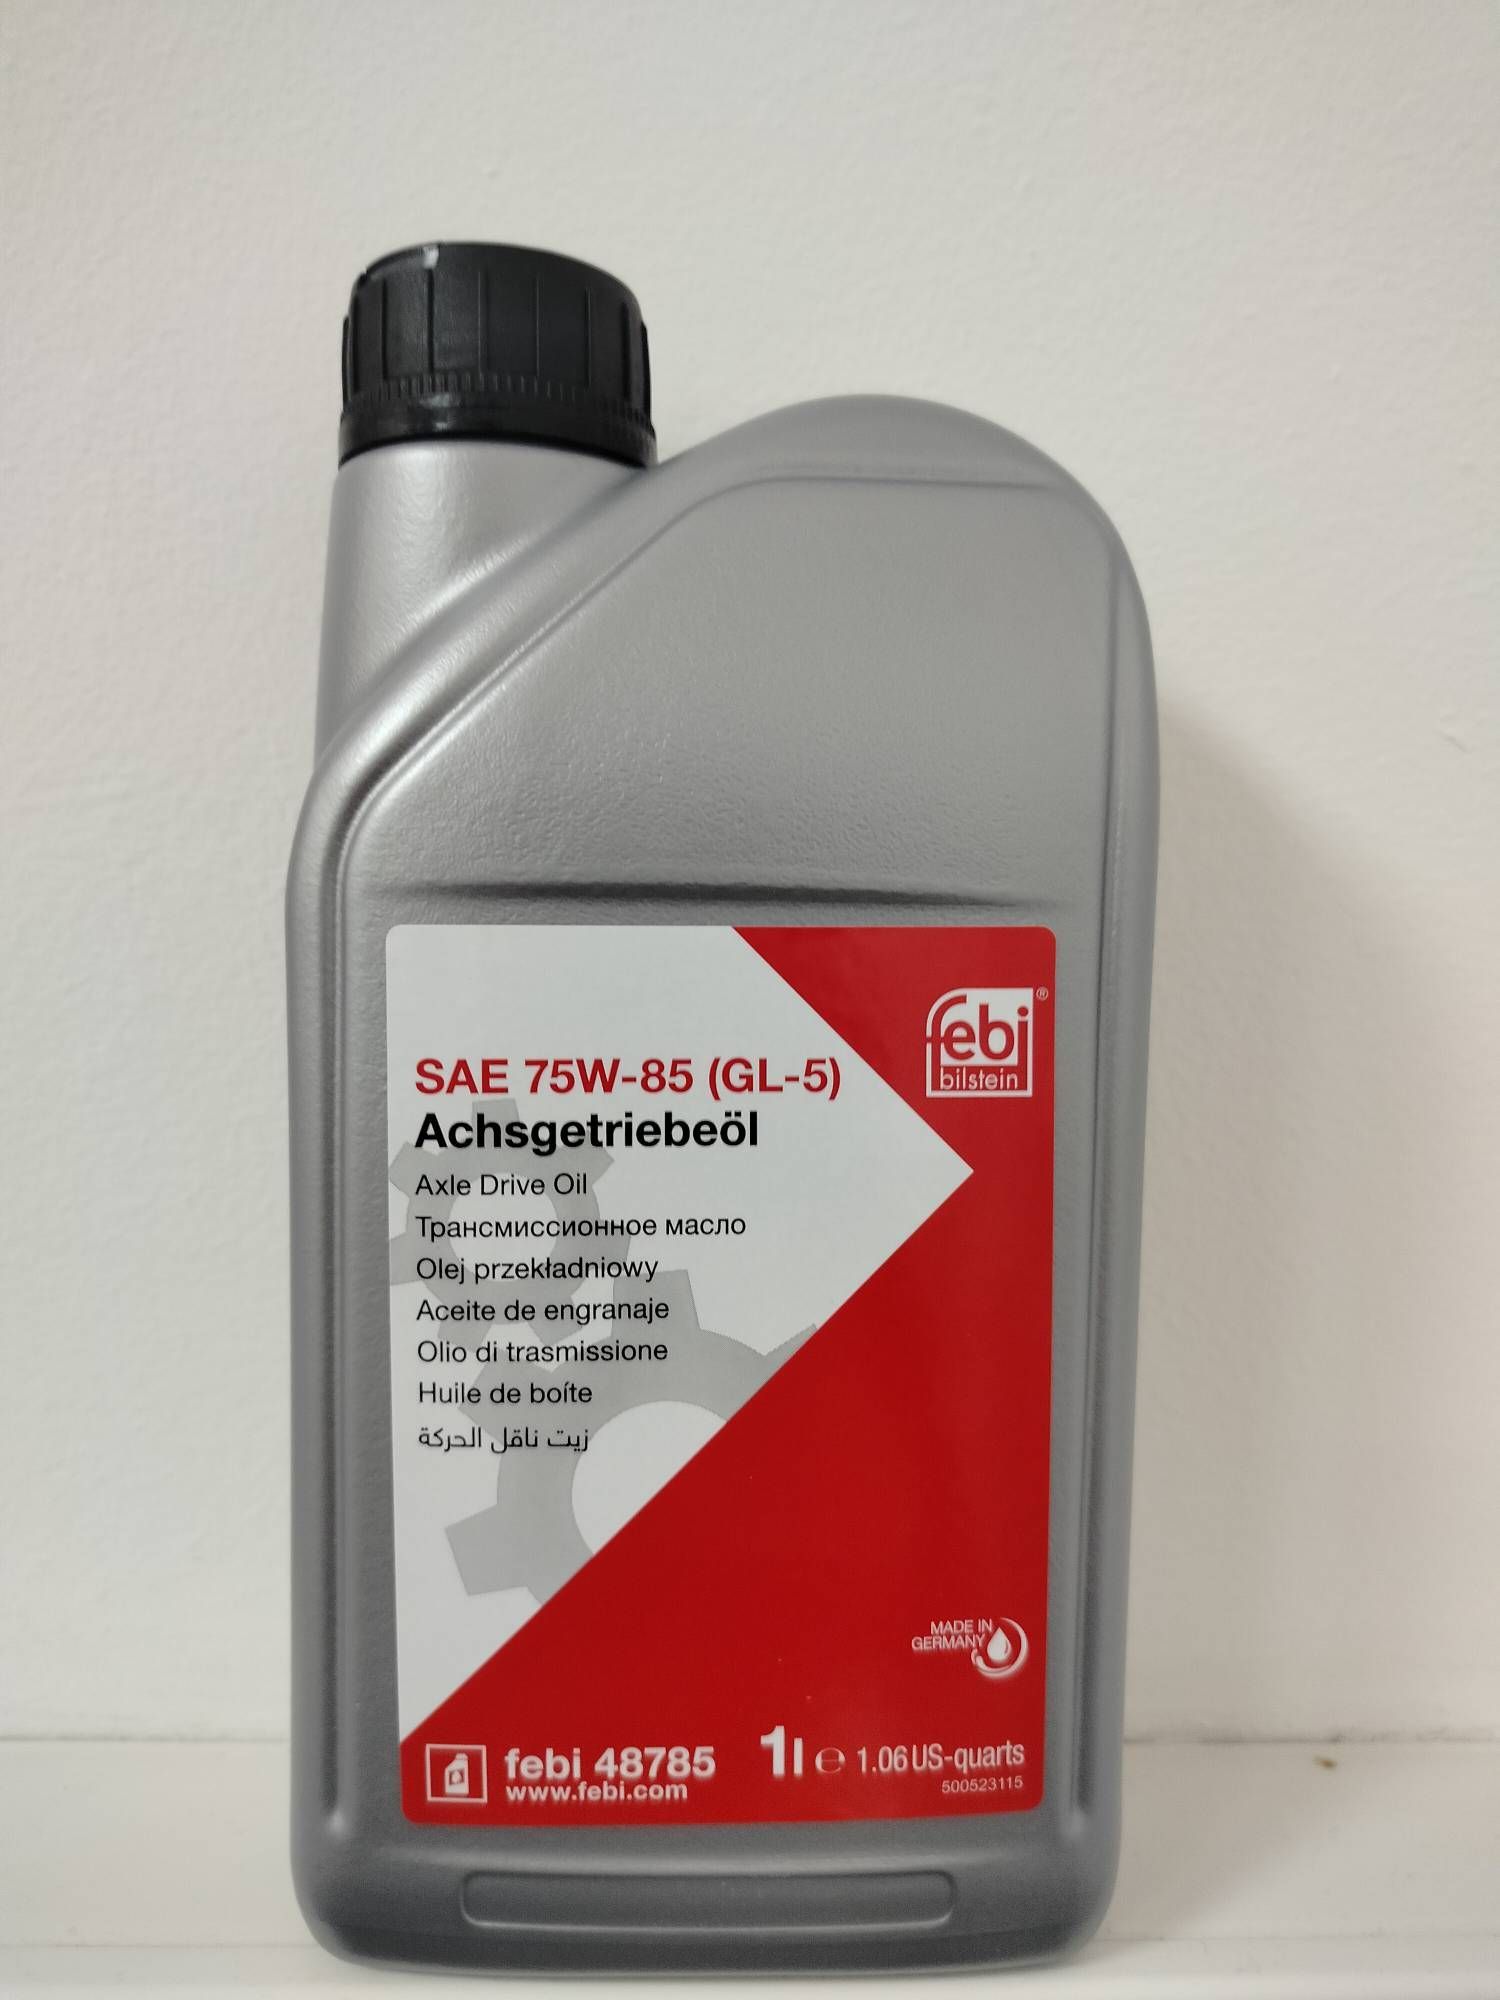 febi®
bilstein
SAE 75W-85 (GL-5)
Achsgetriebeöl
Axle Drive Oil
Трансмиссионное масло
Olej przekładniowy
Aceite de engranaje
Olio di trasmissione
Huile de boîte
زيت ناقل الحركة
MADE IN
GERMANY
febi 48785
www.febi.com
1l ℮ 1.06 US-quarts
500523115